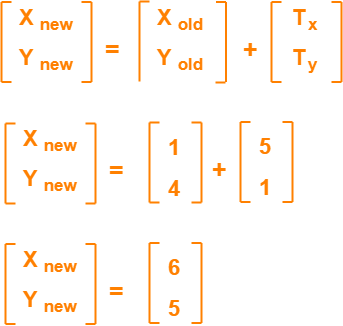 [X new Y new] = [X old Y old] + [Tx Ty]
[X new Y new] = [1 4] + [5 1]
[X new Y new] = [6 5]